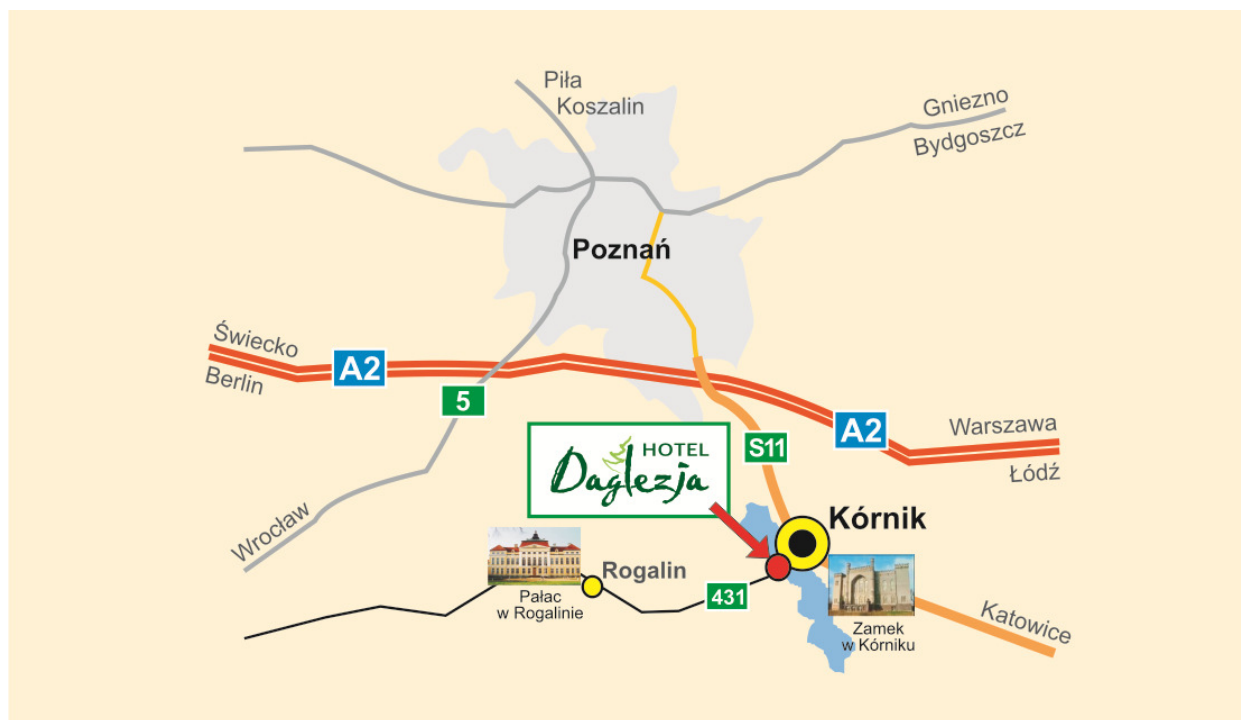 Piła
Koszalin
Gniezno
Bydgoszcz
Poznań
Świecko
Berlin
A2
5
A2
Warszawa
Łódź
HOTEL
Daglezja
S11
Wrocław
Kórnik
Rogalin
431
Pałac
w Rogalinie
Zamek
w Kórniku
Katowice